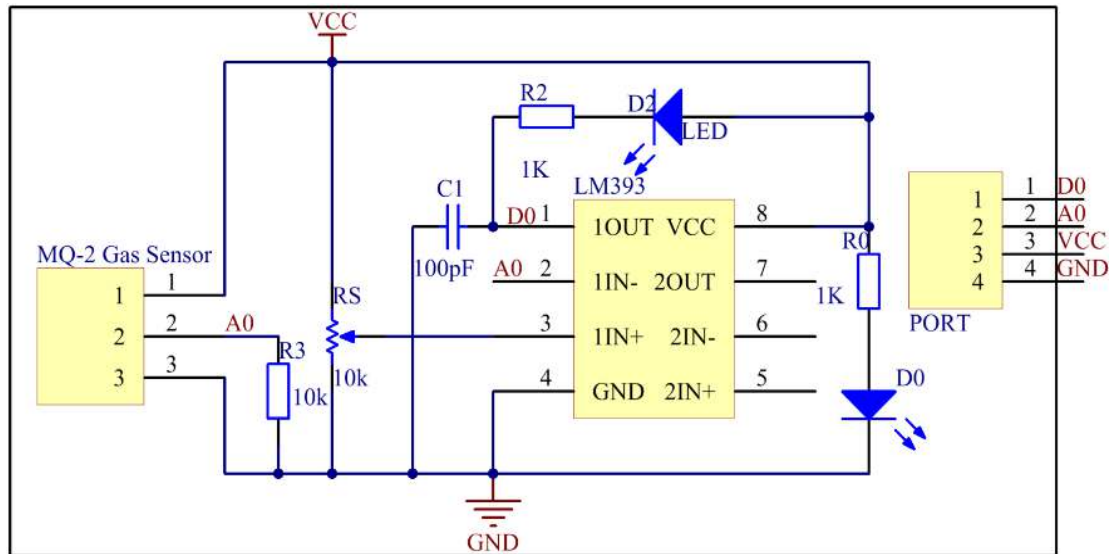 VCC
R2
D2
LED
1K
C1
LM393
D0
1
1OUT
VCC
8
100pF
R0
A0
2
1IN-
2OUT
7
1K
MQ-2 Gas Sensor
1
1
RS
3
1IN+
2IN-
6
2
2
A0
R3
10k
10k
3
3
4
GND
2IN+
5
D0
GND
1
1
D0
2
2
A0
3
3
VCC
4
4
GND
PORT